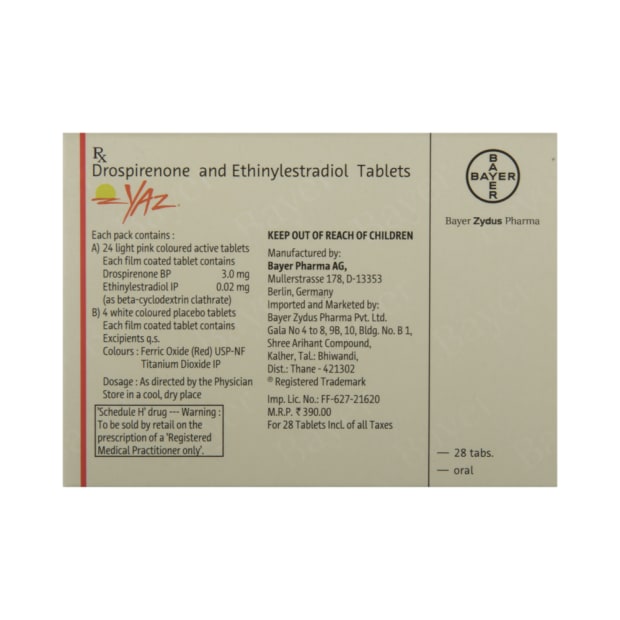 Rx
Drospirenone and Ethinylestradiol Tablets
YAZ
Each pack contains :
A) 24 light pink coloured active tablets
Each film coated tablet contains
Drospirenone BP 3.0 mg
Ethinylestradiol IP 0.02 mg
(as beta-cyclodextrin clathrate)
B) 4 white coloured placebo tablets
Each film coated tablet contains
Excipients q.s.
Colours : Ferric Oxide (Red) USP-NF
Titanium Dioxide IP
Dosage : As directed by the Physician
Store in a cool, dry place
'Schedule H' drug --- Warning :
To be sold by retail on the
prescription of a 'Registered
Medical Practitioner only'.
KEEP OUT OF REACH OF CHILDREN
Manufactured by:
Bayer Pharma AG,
Mullerstrasse 178, D-13353
Berlin, Germany
Imported and Marketed by:
Bayer Zydus Pharma Pvt. Ltd.
Gala No 4 to 8, 9B, 10, Bldg. No. B 1,
Shree Arihant Compound,
Kalher, Tal.: Bhiwandi,
Dist.: Thane - 421302
® Registered Trademark
Imp. Lic. No.: FF-627-21620
M.R.P. ₹ 390.00
For 28 Tablets Incl. of all Taxes
BAYER
BAYER
Bayer Zydus Pharma
— 28 tabs.
— oral